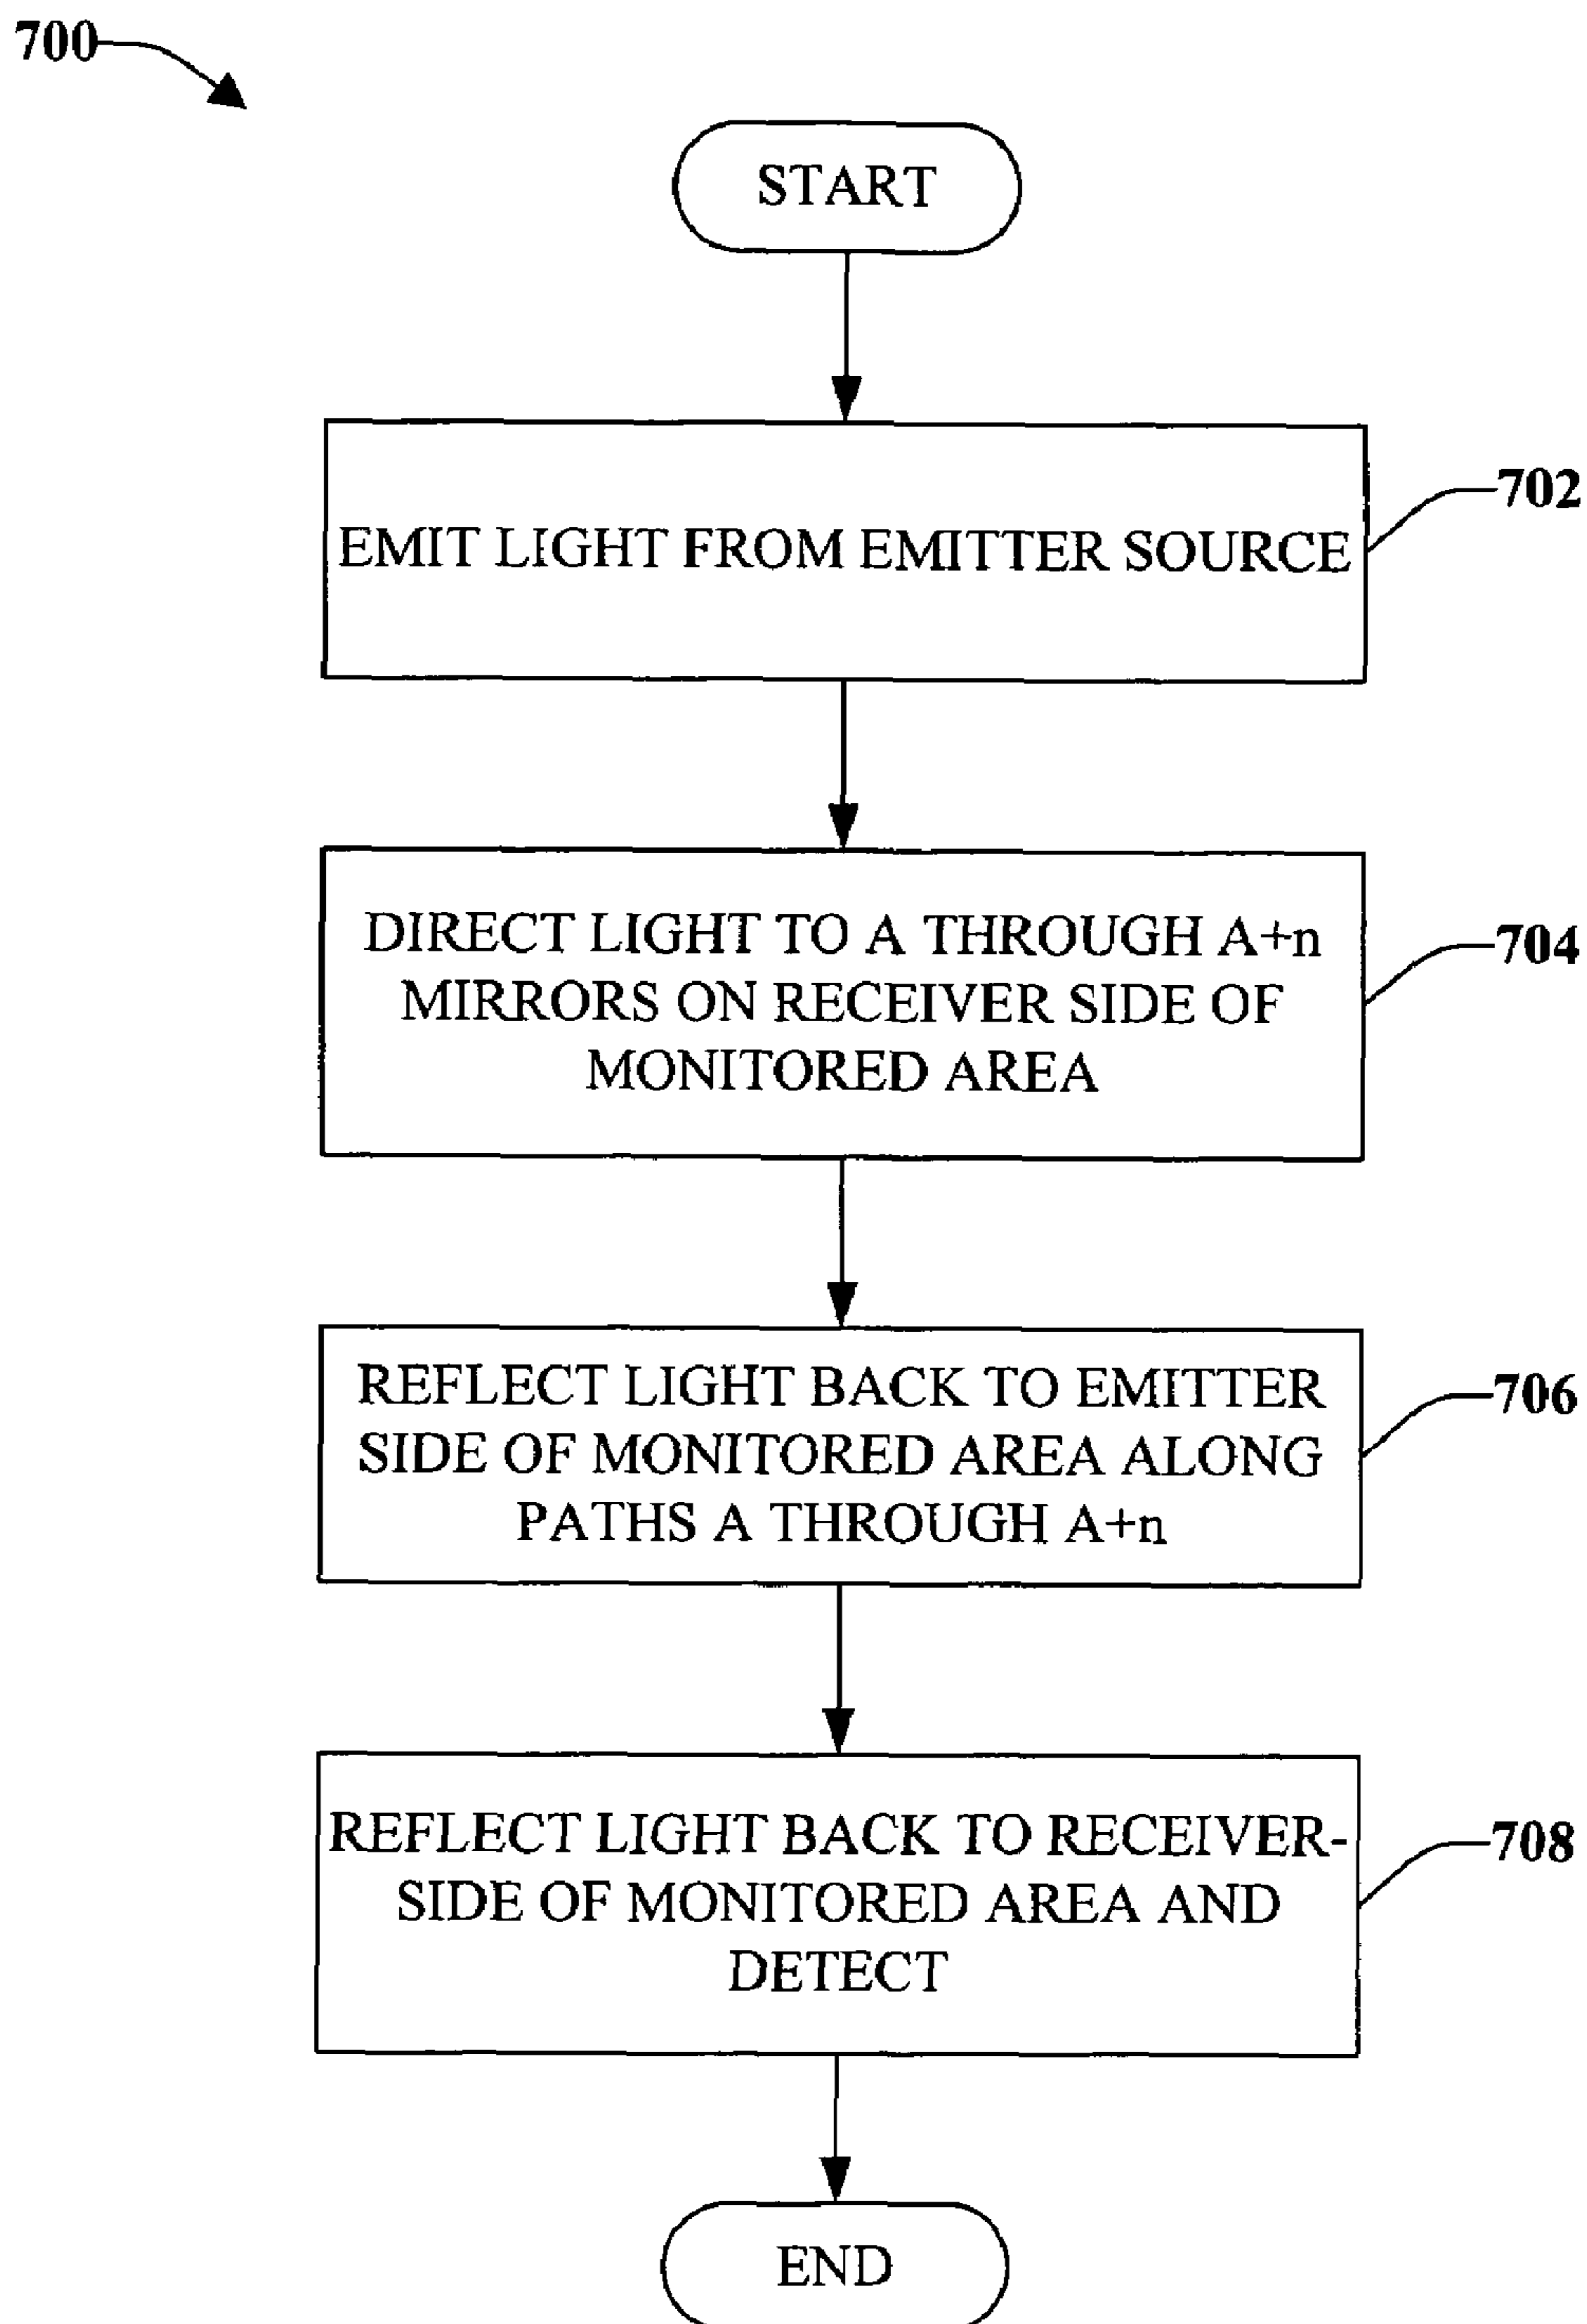 700
START
EMIT LIGHT FROM EMITTER SOURCE
702
DIRECT LIGHT TO A THROUGH A+n
MIRRORS ON RECEIVER SIDE OF
MONITORED AREA
704
REFLECT LIGHT BACK TO EMITTER
SIDE OF MONITORED AREA ALONG
PATHS A THROUGH A+n
706
REFLECT LIGHT BACK TO RECEIVER-
SIDE OF MONITORED AREA AND
DETECT
708
END